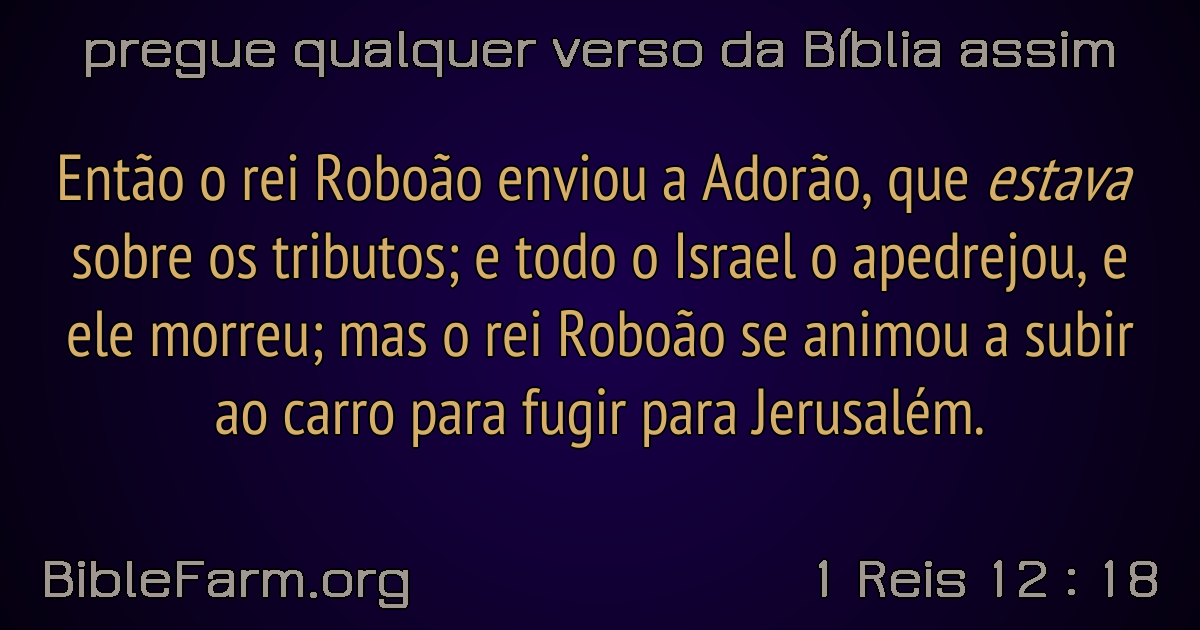 pregue qualquer verso da Bíblia assim
Então o rei Roboão enviou a Adorão, que estava
sobre os tributos; e todo o Israel o apedrejou, e
ele morreu; mas o rei Roboão se animou a subir
ao carro para fugir para Jerusalém.
BibleFarm.org
1 Reis 12 : 18